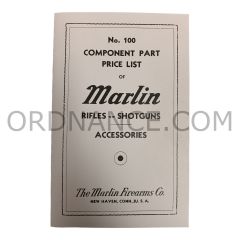 No. 100
COMPONENT PART
PRICE LIST
OF
Marlin
RIFLES -- SHOTGUNS
ACCESSORIES
ORDNANCE.COM
The Marlin Firearms Co.
NEW HAVEN, CONN., U. S. A.